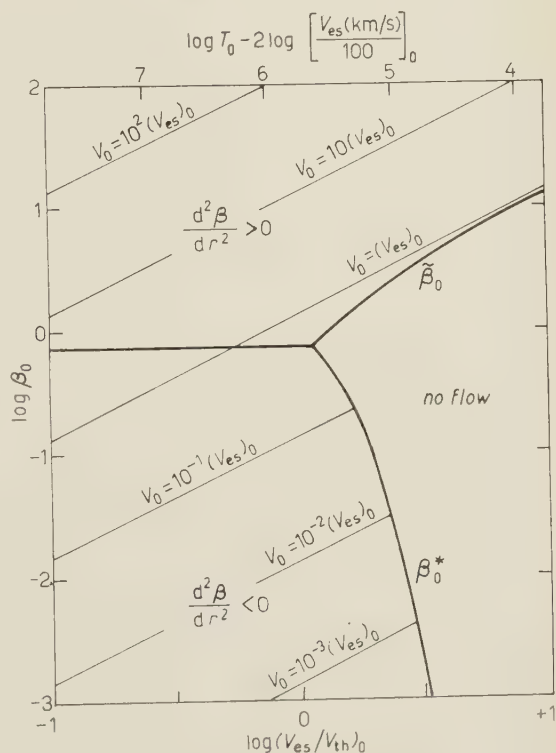 log T₀ – 2 log [V_es (km/s) / 100]₀
7 6 5 4
2
V₀ = 10² (V_es)₀
V₀ = 10 (V_es)₀
d²β/dr² > 0
1
V₀ = (V_es)₀
β̃₀
0
log β₀
no flow
-1
V₀ = 10⁻¹ (V_es)₀
V₀ = 10⁻² (V_es)₀
-2
d²β/dr² < 0
β₀*
V₀ = 10⁻³ (V_es)₀
-3
-1 0 +1
log (V_es/V_th)₀